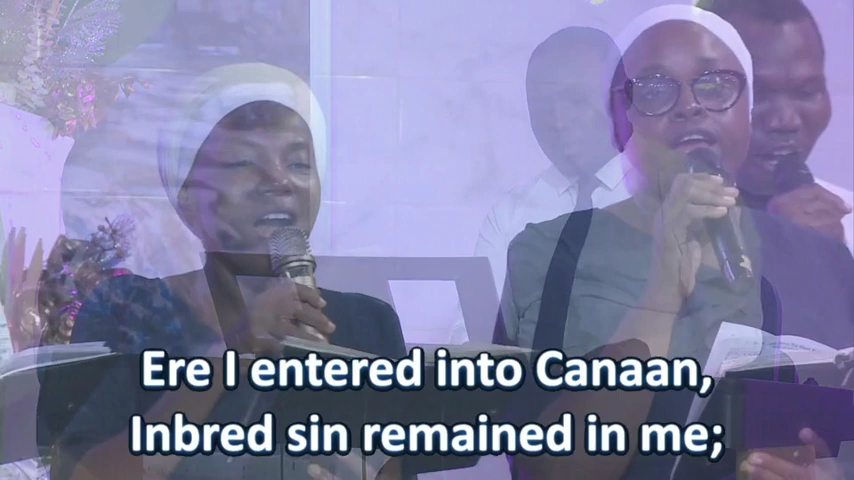 Ere I entered into Canaan,
Inbred sin remained in me;